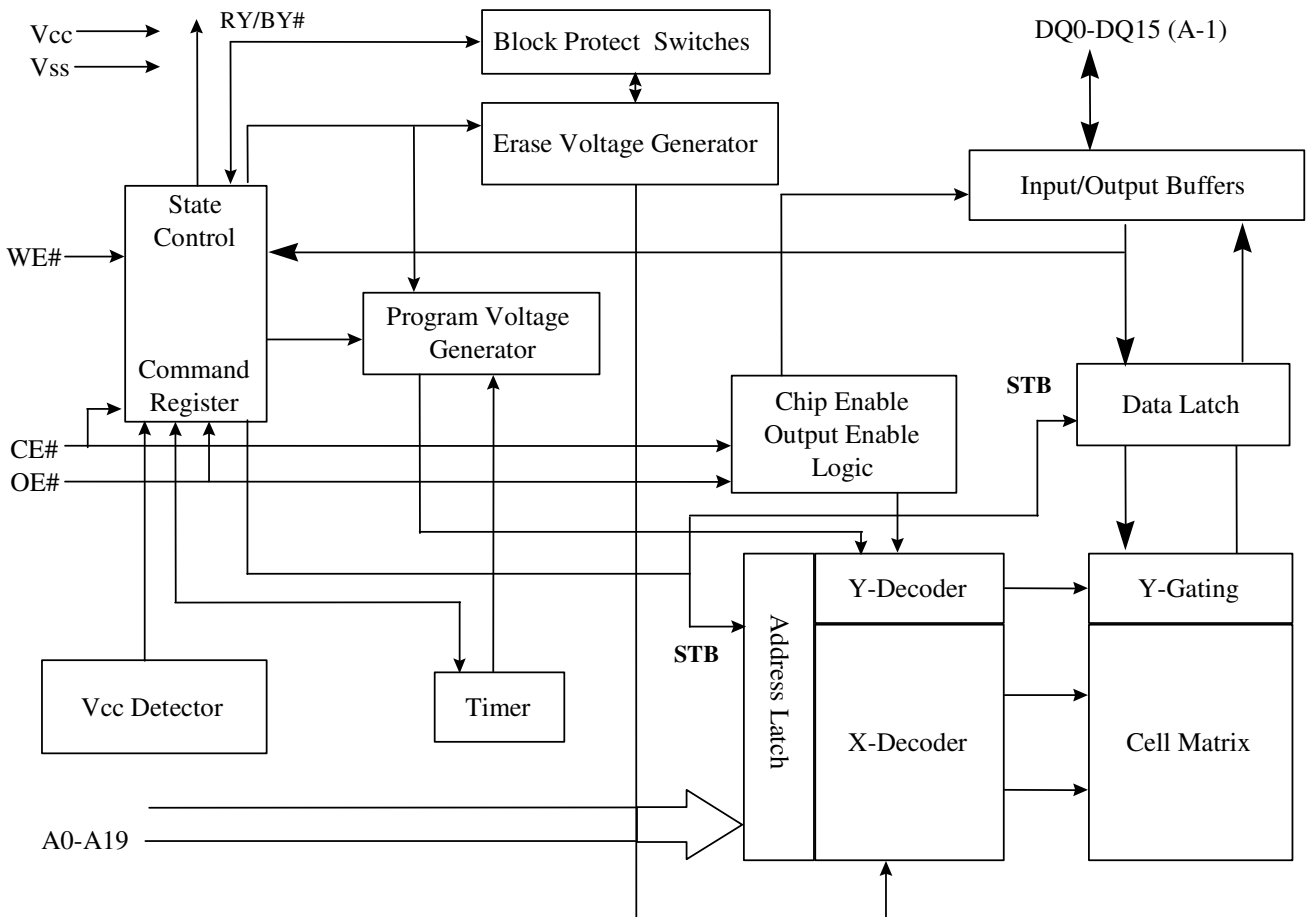 RY/BY#
Vcc
Vss
Block Protect Switches
DQ0-DQ15 (A-1)
Erase Voltage Generator
Input/Output Buffers
State
Control
WE#
Program Voltage
Generator
Command
Register
STB
Chip Enable
Output Enable
Logic
Data Latch
CE#
OE#
Y-Decoder
Y-Gating
Address Latch
STB
Vcc Detector
Timer
X-Decoder
Cell Matrix
A0-A19